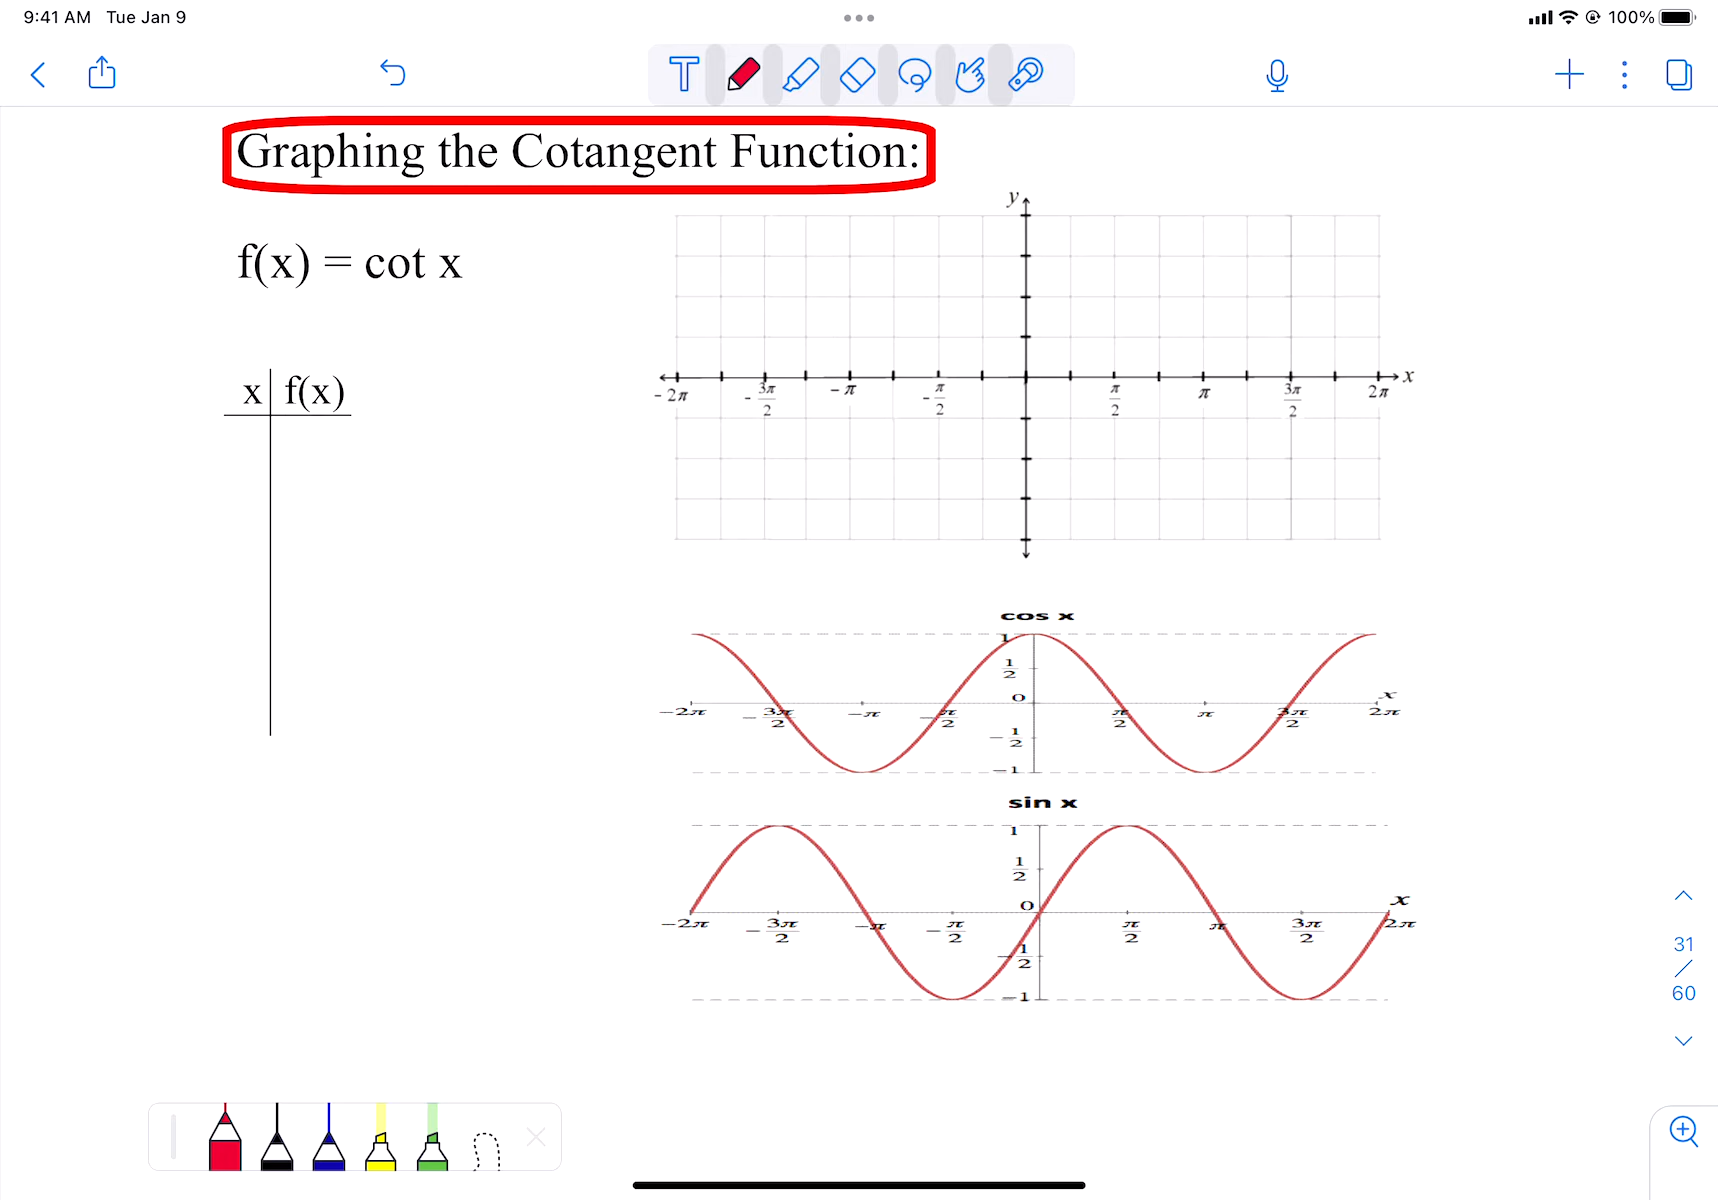 9:41 AM Tue Jan 9
100%
T
Graphing the Cotangent Function:
f(x) = cot x
x f(x)
y
x
- 2π - 3π/2 - π - π/2 π/2 π 3π/2 2π
cos x
1
1/2
0
x
−2π − 3π/2 −π − π/2 π/2 π 3π/2 2π
− 1/2
−1
sin x
1
1/2
0
x
−2π − 3π/2 −π − π/2 π/2 π 3π/2 2π
− 1/2
−1
31
/
60